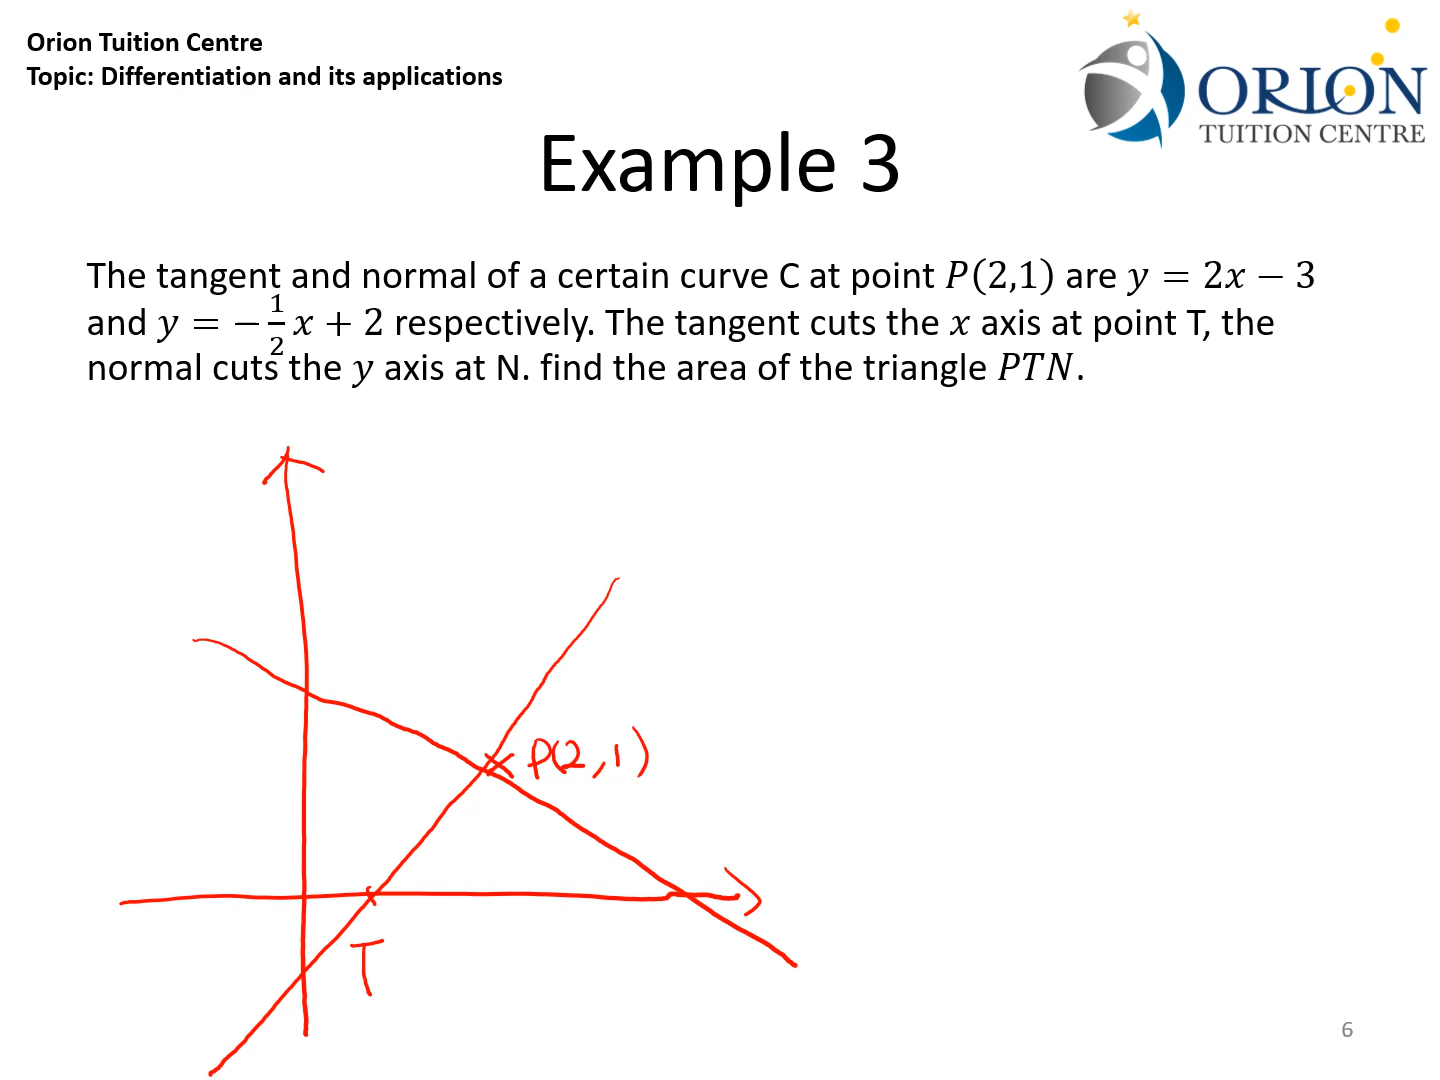 Orion Tuition Centre
Topic: Differentiation and its applications
ORION
TUITION CENTRE
Example 3
The tangent and normal of a certain curve C at point P(2,1) are y = 2x − 3
and y = −1/2 x + 2 respectively. The tangent cuts the x axis at point T, the
normal cuts the y axis at N. find the area of the triangle PTN.
P(2,1)
T
6